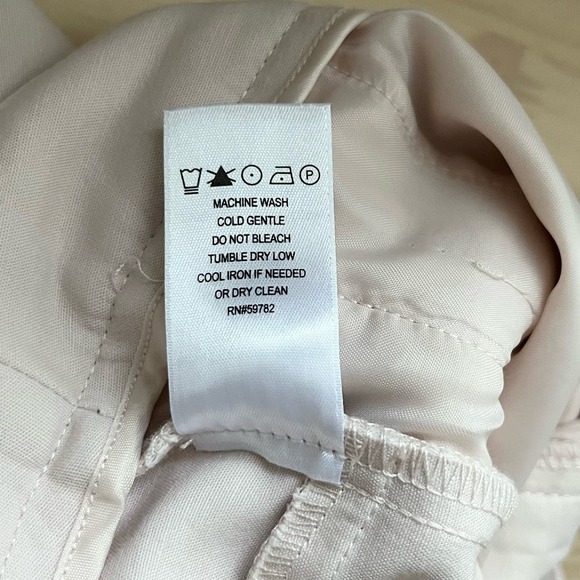 P
MACHINE WASH
COLD GENTLE
DO NOT BLEACH
TUMBLE DRY LOW
COOL IRON IF NEEDED
OR DRY CLEAN
RN#59782